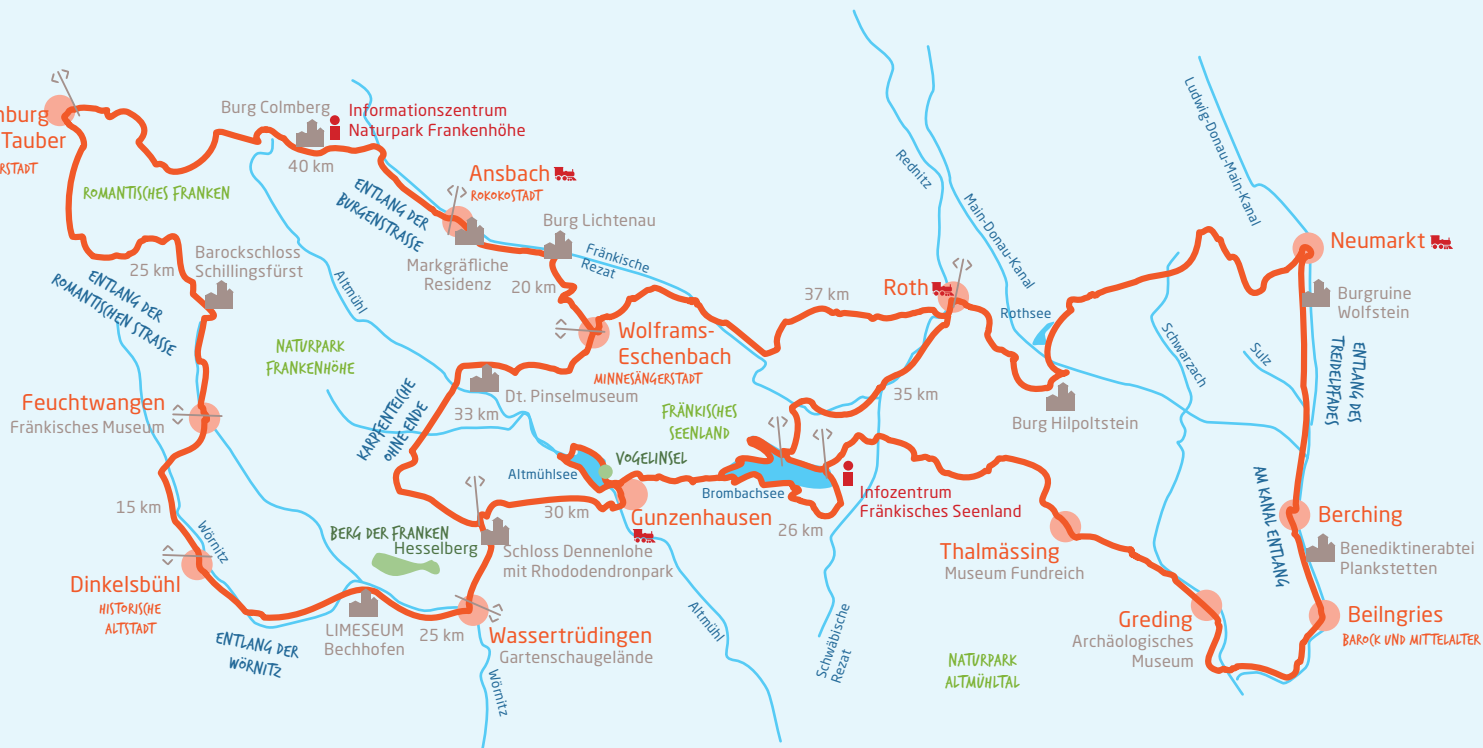 Burg Colmberg
Informationszentrum
Naturpark Frankenhöhe
nburg
Tauber
RSTADT
40 km
ROMANTISCHES FRANKEN
Ansbach
ROKOKOSTADT
ENTLANG DER
BURGENSTRASSE
Burg Lichtenau
Markgräfliche
Residenz
Fränkische
Rezat
20 km
Barockschloss
Schillingsfürst
25 km
ENTLANG DER
ROMANTISCHEN STRASSE
Altmühl
NATURPARK
FRANKENHÖHE
Wolframs-
Eschenbach
MINNESÄNGERSTADT
Dt. Pinselmuseum
33 km
KARPFENTEICHE
OHNE ENDE
Feuchtwangen
Fränkisches Museum
15 km
Wörnitz
Dinkelsbühl
HISTORISCHE
ALTSTADT
ENTLANG DER
WÖRNITZ
BERG DER FRANKEN
Hesselberg
LIMESEUM
Bechhofen
25 km
Wassertrüdingen
Gartenschaugelände
Wörnitz
Schloss Dennenlohe
mit Rhododendronpark
30 km
Altmühlsee
VOGELINSEL
Gunzenhausen
Altmühl
FRÄNKISCHES
SEENLAND
Brombachsee
26 km
Infozentrum
Fränkisches Seenland
Schwäbische
Rezat
37 km
35 km
Roth
Rednitz
Main-Donau-Kanal
Rothsee
Burg Hilpoltstein
Ludwig-Donau-Main-Kanal
Neumarkt
Burgruine
Wolfstein
Schwarzach
Sulz
ENTLANG DES
TREIDELPFADES
AM KANAL ENTLANG
Berching
Benediktinerabtei
Plankstetten
Beilngries
BAROCK UND MITTELALTER
Thalmässing
Museum Fundreich
Greding
Archäologisches
Museum
NATURPARK
ALTMÜHLTAL